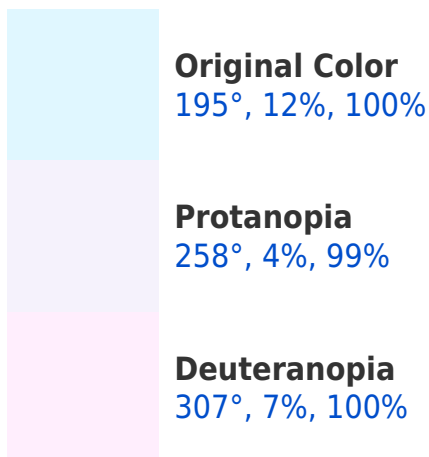 Original Color
195°, 12%, 100%
Protanopia
258°, 4%, 99%
Deuteranopia
307°, 7%, 100%